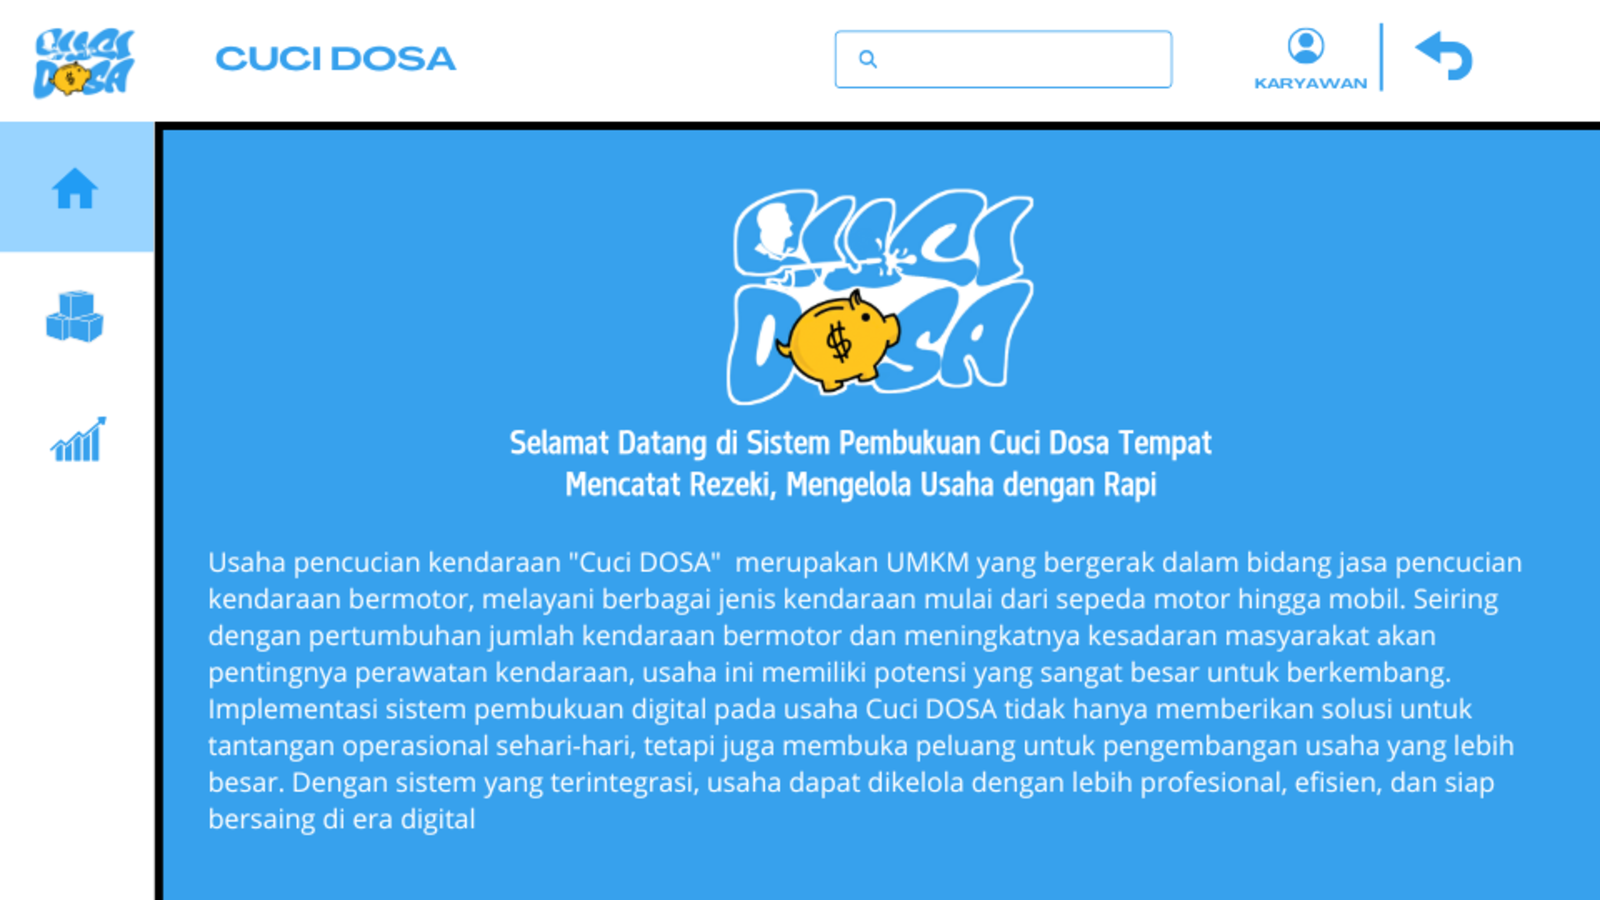 CUCI DOSA
CUCI DOSA
KARYAWAN
CUCI
DOSA
Selamat Datang di Sistem Pembukuan Cuci Dosa Tempat
Mencatat Rezeki, Mengelola Usaha dengan Rapi
Usaha pencucian kendaraan "Cuci DOSA"  merupakan UMKM yang bergerak dalam bidang jasa pencucian
kendaraan bermotor, melayani berbagai jenis kendaraan mulai dari sepeda motor hingga mobil. Seiring
dengan pertumbuhan jumlah kendaraan bermotor dan meningkatnya kesadaran masyarakat akan
pentingnya perawatan kendaraan, usaha ini memiliki potensi yang sangat besar untuk berkembang.
Implementasi sistem pembukuan digital pada usaha Cuci DOSA tidak hanya memberikan solusi untuk
tantangan operasional sehari-hari, tetapi juga membuka peluang untuk pengembangan usaha yang lebih
besar. Dengan sistem yang terintegrasi, usaha dapat dikelola dengan lebih profesional, efisien, dan siap
bersaing di era digital